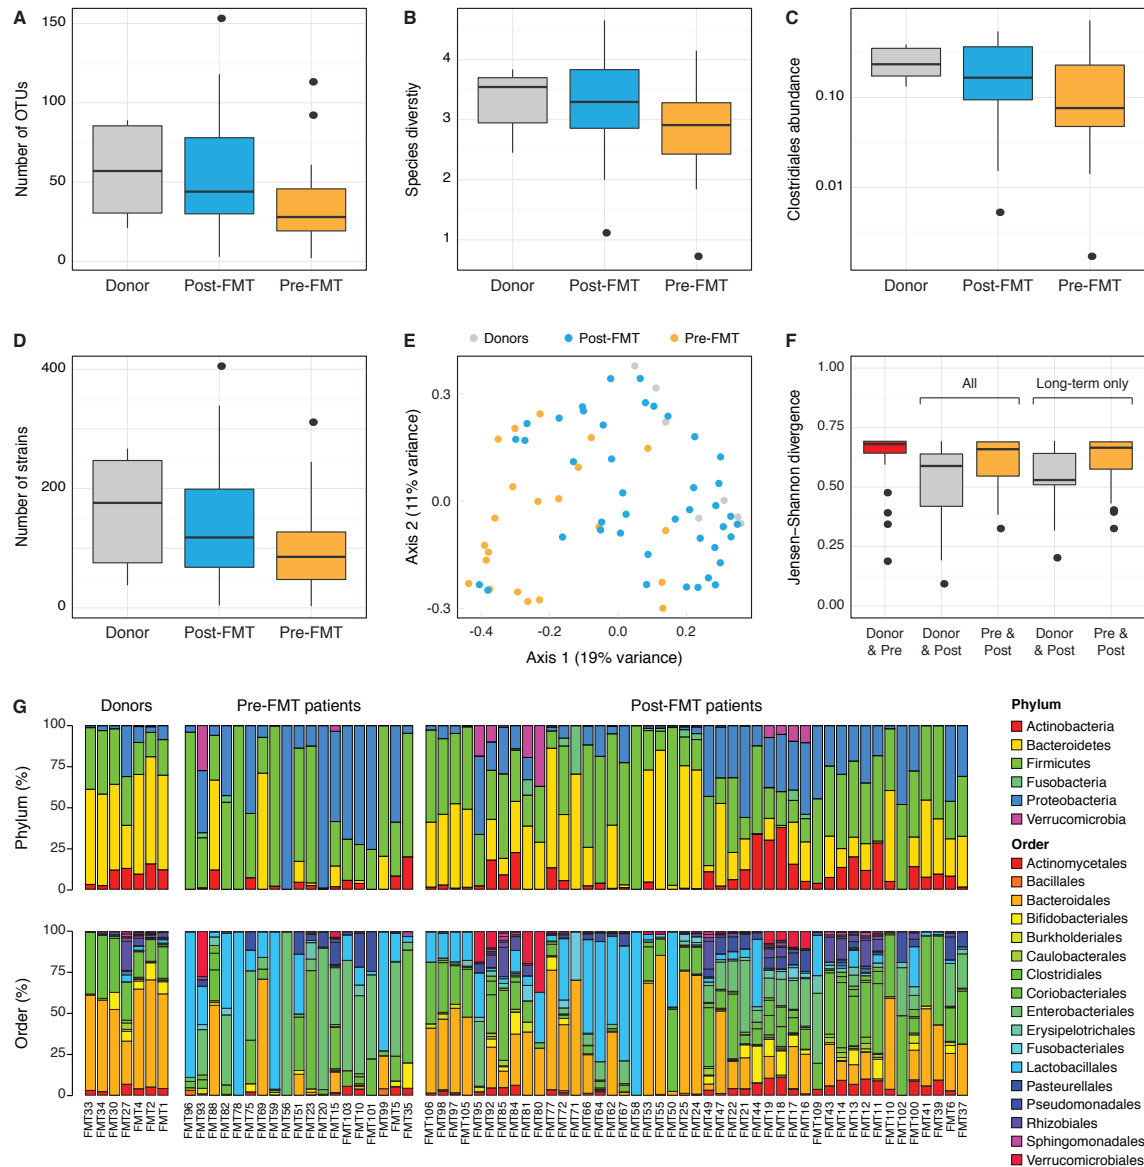 A
Number of OTUs
150
100
50
0
Donor
Post-FMT
Pre-FMT
B
Species diverstiy
4
3
2
1
Donor
Post-FMT
Pre-FMT
C
Clostridiales abundance
0.10
0.01
Donor
Post-FMT
Pre-FMT
D
Number of strains
400
200
0
Donor
Post-FMT
Pre-FMT
E
Donors
Post-FMT
Pre-FMT
Axis 2 (11% variance)
0.3
0.0
-0.3
-0.4
-0.2
0.0
0.2
Axis 1 (19% variance)
F
Jensen-Shannon divergence
1.00
0.75
0.50
0.25
0.00
All
Long-term only
Donor & Pre
Donor & Post
Pre & Post
Donor & Post
Pre & Post
G
Donors
Pre-FMT patients
Post-FMT patients
Phylum (%)
100
75
50
25
0
Order (%)
100
75
50
25
0
FMT33
FMT34
FMT30
FMT27
FMT4
FMT2
FMT1
FMT96
FMT93
FMT88
FMT82
FMT78
FMT75
FMT69
FMT59
FMT56
FMT51
FMT23
FMT20
FMT15
FMT103
FMT10
FMT101
FMT99
FMT5
FMT35
FMT106
FMT98
FMT97
FMT105
FMT95
FMT92
FMT85
FMT84
FMT81
FMT80
FMT77
FMT72
FMT71
FMT66
FMT64
FMT62
FMT67
FMT58
FMT53
FMT55
FMT50
FMT25
FMT24
FMT49
FMT47
FMT22
FMT21
FMT44
FMT19
FMT18
FMT17
FMT16
FMT109
FMT43
FMT14
FMT13
FMT12
FMT11
FMT110
FMT102
FMT100
FMT41
FMT39
FMT6
FMT37
Phylum
Actinobacteria
Bacteroidetes
Firmicutes
Fusobacteria
Proteobacteria
Verrucomicrobia
Order
Actinomycetales
Bacillales
Bacteroidales
Bifidobacteriales
Burkholderiales
Caulobacterales
Clostridiales
Coriobacteriales
Enterobacteriales
Erysipelotrichales
Fusobacteriales
Lactobacillales
Pasteurellales
Pseudomonadales
Rhizobiales
Sphingomonadales
Verrucomicrobiales